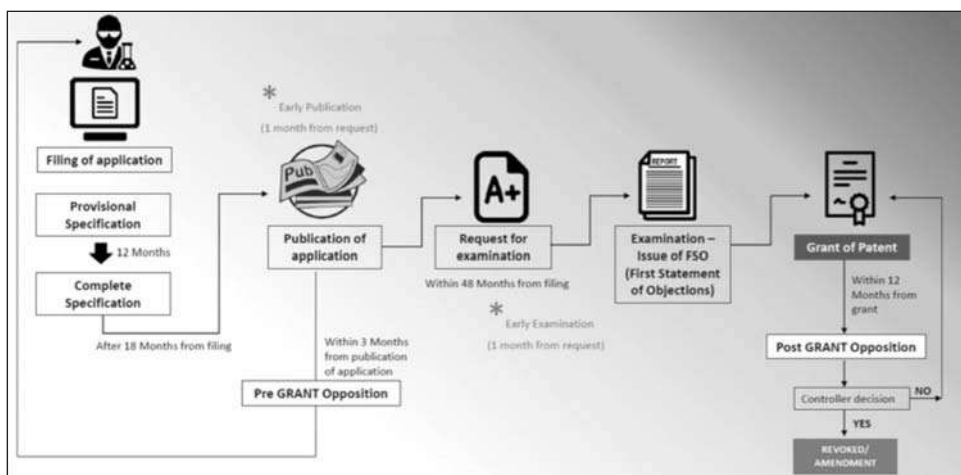 Filing of application
Provisional
Specification
12 Months
Complete
Specification
After 18 Months from filing
*
Early Publication
(1 month from request)
Pub
Publication of
application
Within 3 Months
from publication
of application
Pre GRANT Opposition
A+
Request for
examination
Within 48 Months from filing
*
Early Examination
(1 month from request)
REPORT
Examination –
Issue of FSO
(First Statement
of Objections)
Grant of Patent
Within 12
Months from
grant
Post GRANT Opposition
Controller decision
NO
YES
REVOKED/
AMENDMENT